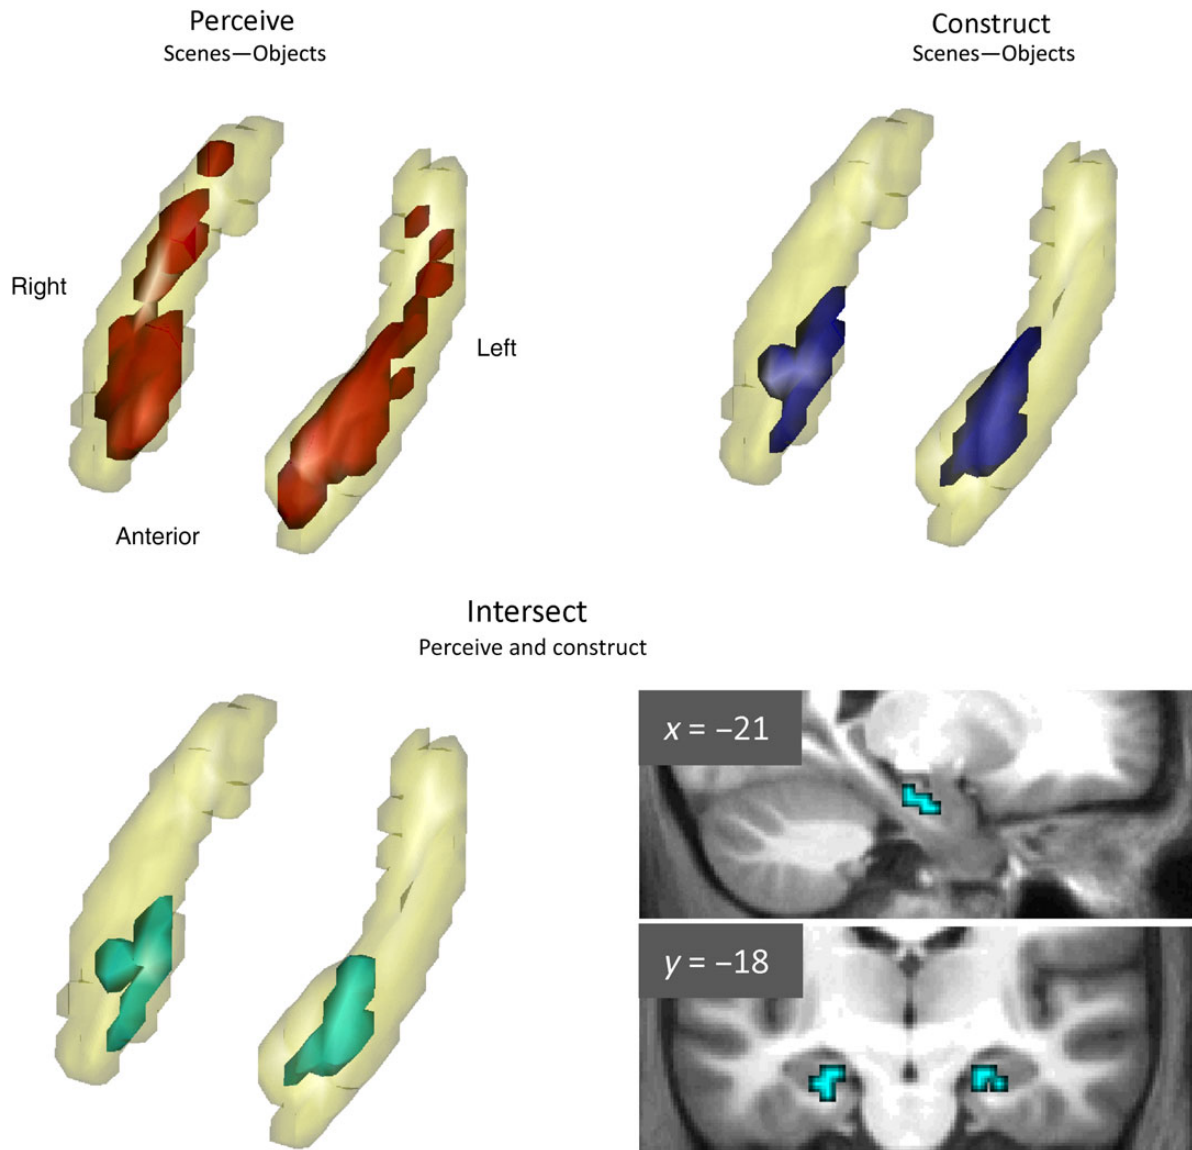 Perceive
Scenes—Objects
Construct
Scenes—Objects
Right
Left
Anterior
Intersect
Perceive and construct
x = −21
y = −18